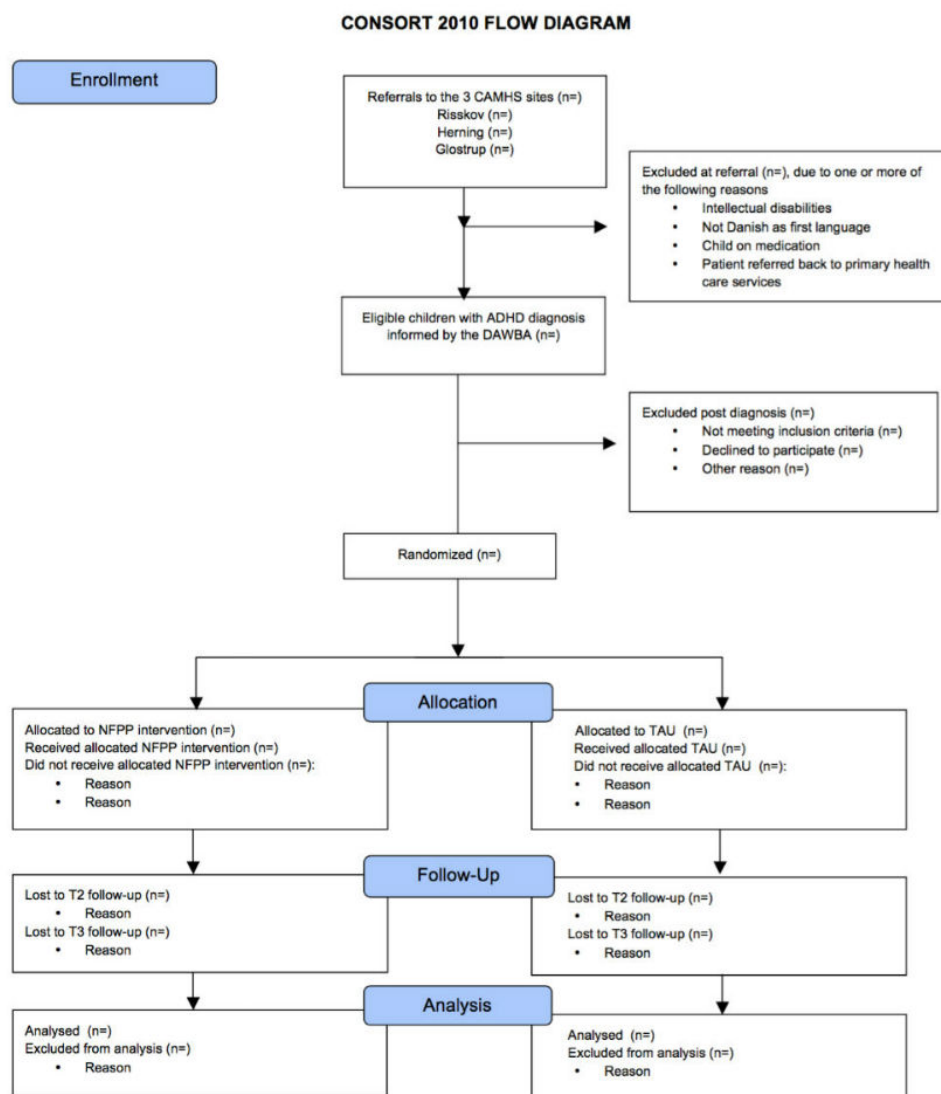 CONSORT 2010 FLOW DIAGRAM
Enrollment
Referrals to the 3 CAMHS sites (n=)
Risskov (n=)
Herning (n=)
Glostrup (n=)
Excluded at referral (n=), due to one or more of
the following reasons
• Intellectual disabilities
• Not Danish as first language
• Child on medication
• Patient referred back to primary health
care services
Eligible children with ADHD diagnosis
informed by the DAWBA (n=)
Excluded post diagnosis (n=)
• Not meeting inclusion criteria (n=)
• Declined to participate (n=)
• Other reason (n=)
Randomized (n=)
Allocation
Allocated to NFPP intervention (n=)
Received allocated NFPP intervention (n=)
Did not receive allocated NFPP intervention (n=):
• Reason
• Reason
Allocated to TAU (n=)
Received allocated TAU (n=)
Did not receive allocated TAU (n=):
• Reason
• Reason
Follow-Up
Lost to T2 follow-up (n=)
• Reason
Lost to T3 follow-up (n=)
• Reason
Lost to T2 follow-up (n=)
• Reason
Lost to T3 follow-up (n=)
• Reason
Analysis
Analysed (n=)
Excluded from analysis (n=)
• Reason
Analysed (n=)
Excluded from analysis (n=)
• Reason